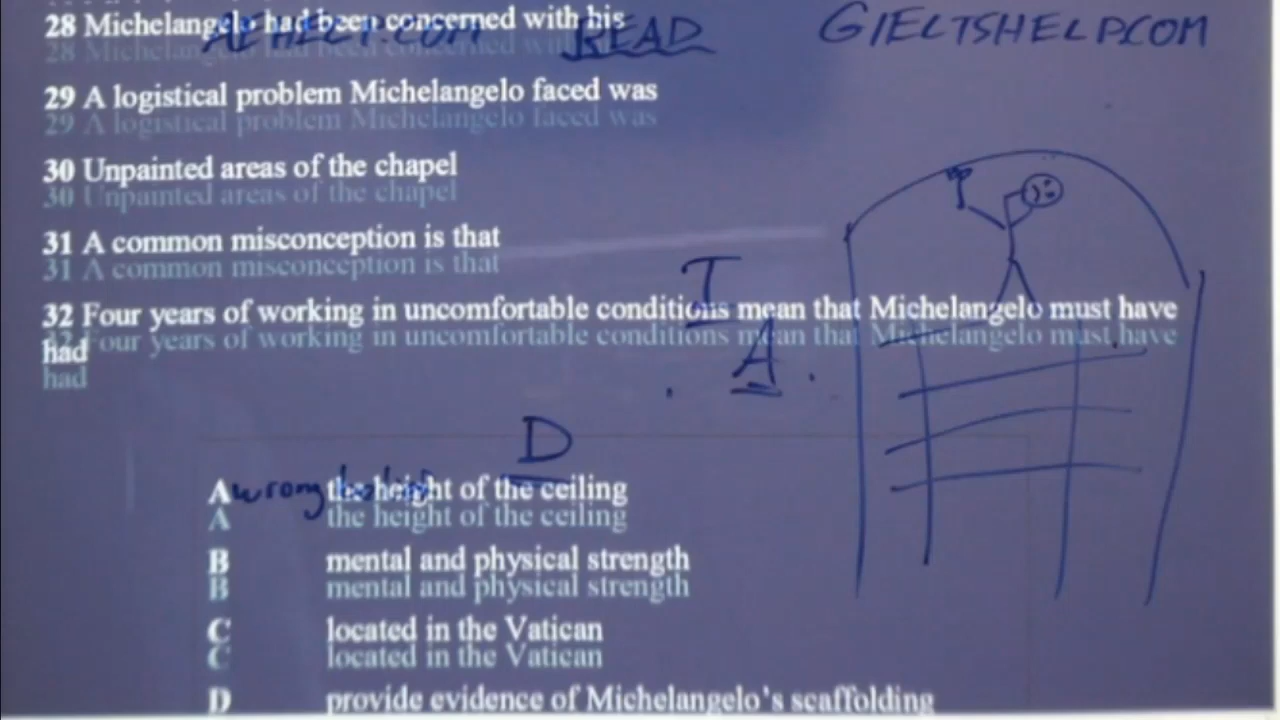 28 Michelangelo had been concerned with his
AEHELP.COM READ GIELTSHELP.COM
29 A logistical problem Michelangelo faced was
30 Unpainted areas of the chapel
31 A common misconception is that
I
32 Four years of working in uncomfortable conditions mean that Michelangelo must have
had
A
D
A wrong the height of the ceiling
B mental and physical strength
C located in the Vatican
D provide evidence of Michelangelo's scaffolding